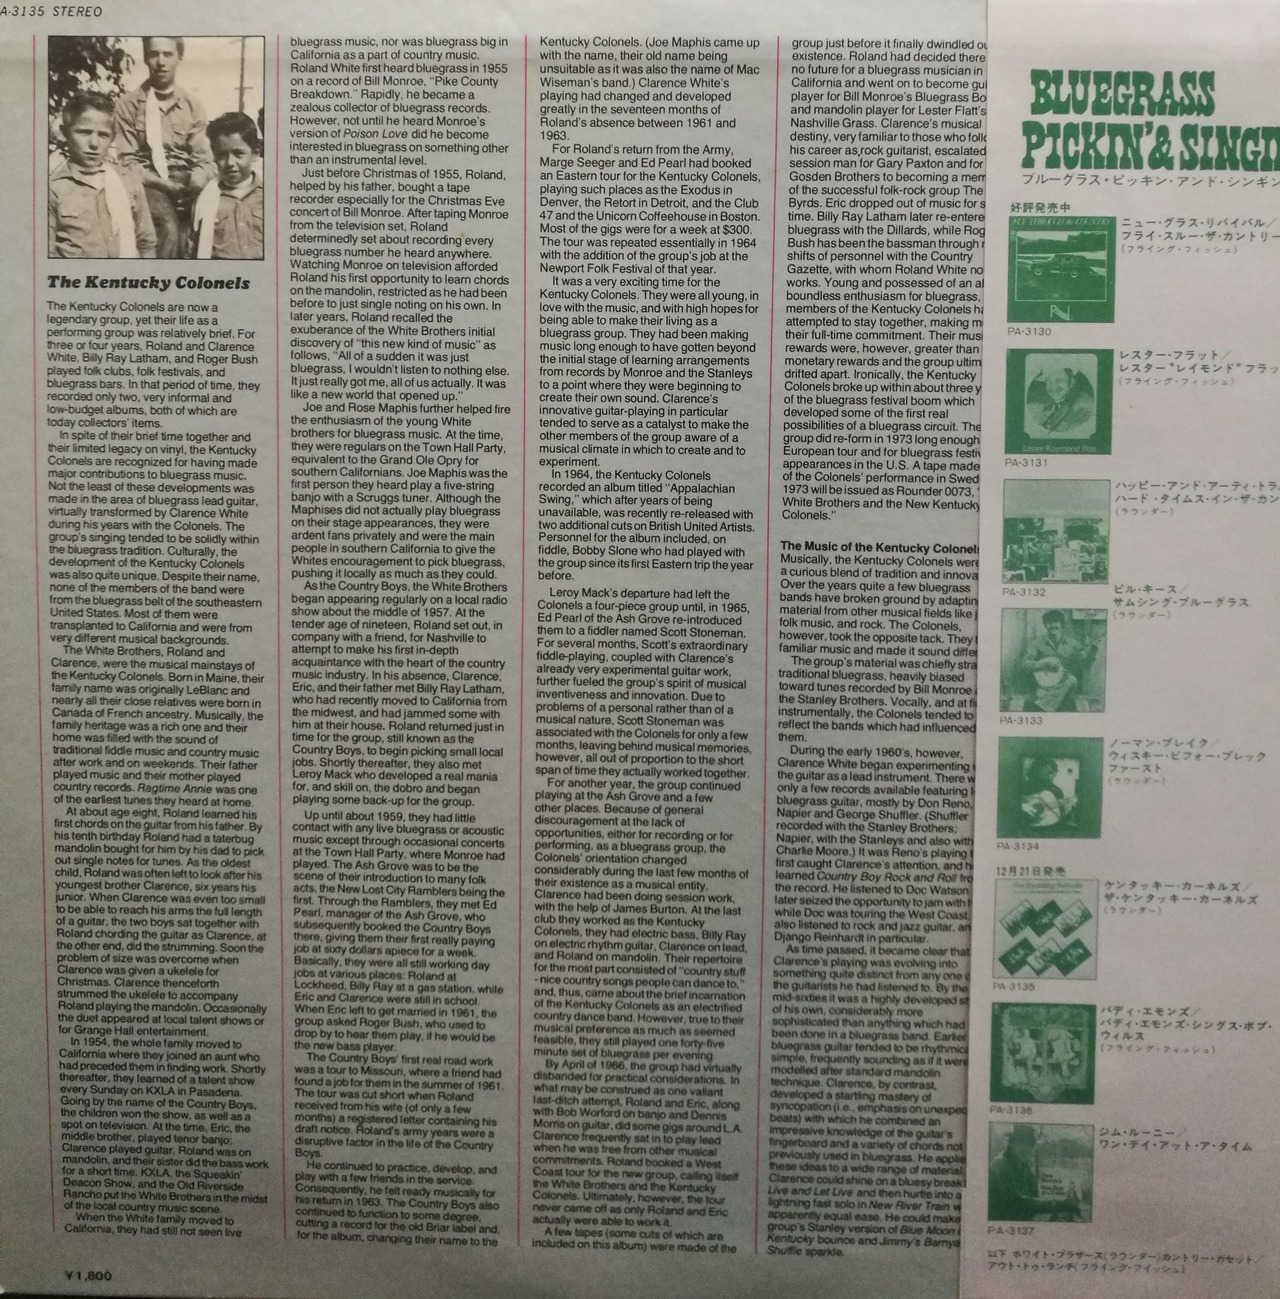 A-3135 STEREO
The Kentucky Colonels
The Kentucky Colonels are now a
legendary group, yet their life as a
performing group was relatively brief. For
three or four years, Roland and Clarence
White, Billy Ray Latham, and Roger Bush
played folk clubs, folk festivals, and
bluegrass bars. In that period of time, they
recorded only two, very informal and
low-budget albums, both of which are
today collectors' items.
In spite of their brief time together and
their limited legacy on vinyl, the Kentucky
Colonels are recognized for having made
major contributions to bluegrass music.
Not the least of these developments was
made in the area of bluegrass lead guitar,
virtually transformed by Clarence White
during his years with the Colonels. The
group's singing tended to be solidly within
the bluegrass tradition. Culturally, the
development of the Kentucky Colonels
was also quite unique. Despite their name,
none of the members of the band were
from the bluegrass belt of the southeastern
United States. Most of them were
transplanted to California and were from
very different musical backgrounds.
The White Brothers, Roland and
Clarence, were the musical mainstays of
the Kentucky Colonels. Born in Maine, their
family name was originally LeBlanc and
nearly all their close relatives were born in
Canada of French ancestry. Musically, the
family heritage was a rich one and their
home was filled with the sound of
traditional fiddle music and country music
after work and on weekends. Their father
played music and their mother played
country records. Ragtime Annie was one
of the earliest tunes they heard at home.
At about age eight, Roland learned his
first chords on the guitar from his father. By
his tenth birthday Roland had a taterbug
mandolin bought for him by his dad to pick
out single notes for tunes. As the oldest
child, Roland was often left to look after his
youngest brother Clarence, six years his
junior. When Clarence was even too small
to be able to reach his arms the full length
of a guitar, the two boys sat together with
Roland chording the guitar as Clarence, at
the other end, did the strumming. Soon the
problem of size was overcome when
Clarence was given a ukelele for
Christmas. Clarence thenceforth
strummed the ukelele to accompany
Roland playing the mandolin. Occasionally
the duet appeared at local talent shows or
for Grange Hall entertainment.
In 1954, the whole family moved to
California where they joined an aunt who
had preceded them in finding work. Shortly
thereafter, they learned of a talent show
every Sunday on KXLA in Pasadena.
Going by the name of the Country Boys,
the children won the show, as well as a
spot on television. At the time, Eric, the
middle brother, played tenor banjo;
Clarence played guitar, Roland was on
mandolin, and their sister did the bass work
for a short time. KXLA, the Squeakin'
Deacon Show, and the Old Riverside
Rancho put the White Brothers in the midst
of the local country music scene.
When the White family moved to
California, they had still not seen live
¥1,800
bluegrass music, nor was bluegrass big in
California as a part of country music.
Roland White first heard bluegrass in 1955
on a record of Bill Monroe, "Pike County
Breakdown." Rapidly, he became a
zealous collector of bluegrass records.
However, not until he heard Monroe's
version of Poison Love did he become
interested in bluegrass on something other
than an instrumental level.
Just before Christmas of 1955, Roland,
helped by his father, bought a tape
recorder especially for the Christmas Eve
concert of Bill Monroe. After taping Monroe
from the television set, Roland
determinedly set about recording every
bluegrass number he heard anywhere.
Watching Monroe on television afforded
Roland his first opportunity to learn chords
on the mandolin, restricted as he had been
before to just single noting on his own. In
later years, Roland recalled the
exuberance of the White Brothers initial
discovery of "this new kind of music" as
follows, "All of a sudden it was just
bluegrass, I wouldn't listen to nothing else.
It just really got me, all of us actually. It was
like a new world that opened up."
Joe and Rose Maphis further helped fire
the enthusiasm of the young White
brothers for bluegrass music. At the time,
they were regulars on the Town Hall Party,
equivalent to the Grand Ole Opry for
southern Californians. Joe Maphis was the
first person they heard play a five-string
banjo with a Scruggs tuner. Although the
Maphises did not actually play bluegrass
on their stage appearances, they were
ardent fans privately and were the main
people in southern California to give the
Whites encouragement to pick bluegrass,
pushing it locally as much as they could.
As the Country Boys, the White Brothers
began appearing regularly on a local radio
show about the middle of 1957. At the
tender age of nineteen, Roland set out, in
company with a friend, for Nashville to
attempt to make his first in-depth
acquaintance with the heart of the country
music industry. In his absence, Clarence,
Eric, and their father met Billy Ray Latham,
who had recently moved to California from
the midwest, and had jammed some with
him at their house. Roland returned just in
time for the group, still known as the
Country Boys, to begin picking small local
jobs. Shortly thereafter, they also met
Leroy Mack who developed a real mania
for, and skill on, the dobro and began
playing some back-up for the group.
Up until about 1959, they had little
contact with any live bluegrass or acoustic
music except through occasional concerts
at the Town Hall Party, where Monroe had
played. The Ash Grove was to be the
scene of their introduction to many folk
acts, the New Lost City Ramblers being the
first. Through the Ramblers, they met Ed
Pearl, manager of the Ash Grove, who
subsequently booked the Country Boys
there, giving them their first really paying
job at sixty dollars apiece for a week.
Basically, they were all still working day
jobs at various places: Roland at
Lockheed, Billy Ray at a gas station, while
Eric and Clarence were still in school.
When Eric left to get married in 1961, the
group asked Roger Bush, who used to
drop by to hear them play, if he would be
the new bass player.
The Country Boys' first real road work
was a tour to Missouri, where a friend had
found a job for them in the summer of 1961.
The tour was cut short when Roland
received from his wife (of only a few
months) a registered letter containing his
draft notice. Roland's army years were a
disruptive factor in the life of the Country
Boys.
He continued to practice, develop, and
play with a few friends in the service.
Consequently, he felt ready musically for
his return in 1963. The Country Boys also
continued to function to some degree,
cutting a record for the old Briar label and,
for the album, changing their name to the
Kentucky Colonels. (Joe Maphis came up
with the name, their old name being
unsuitable as it was also the name of Mac
Wiseman's band.) Clarence White's
playing had changed and developed
greatly in the seventeen months of
Roland's absence between 1961 and
1963.
For Roland's return from the Army,
Marge Seeger and Ed Pearl had booked
an Eastern tour for the Kentucky Colonels,
playing such places as the Exodus in
Denver, the Retort in Detroit, and the Club
47 and the Unicorn Coffeehouse in Boston.
Most of the gigs were for a week at $300.
The tour was repeated essentially in 1964
with the addition of the group's job at the
Newport Folk Festival of that year.
It was a very exciting time for the
Kentucky Colonels. They were all young, in
love with the music, and with high hopes for
being able to make their living as a
bluegrass group. They had been making
music long enough to have gotten beyond
the initial stage of learning arrangements
from records by Monroe and the Stanleys
to a point where they were beginning to
create their own sound. Clarence's
innovative guitar-playing in particular
tended to serve as a catalyst to make the
other members of the group aware of a
musical climate in which to create and to
experiment.
In 1964, the Kentucky Colonels
recorded an album titled "Appalachian
Swing," which after years of being
unavailable, was recently re-released with
two additional cuts on British United Artists.
Personnel for the album included, on
fiddle, Bobby Slone who had played with
the group since its first Eastern trip the year
before.
Leroy Mack's departure had left the
Colonels a four-piece group until, in 1965,
Ed Pearl of the Ash Grove re-introduced
them to a fiddler named Scott Stoneman.
For several months, Scott's extraordinary
fiddle-playing, coupled with Clarence's
already very experimental guitar work,
further fueled the group's spirit of musical
inventiveness and innovation. Due to
problems of a personal rather than of a
musical nature, Scott Stoneman was
associated with the Colonels for only a few
months, leaving behind musical memories,
however, all out of proportion to the short
span of time they actually worked together.
For another year, the group continued
playing at the Ash Grove and a few
other places. Because of general
discouragement at the lack of
opportunities, either for recording or for
performing, as a bluegrass group, the
Colonels' orientation changed
considerably during the last few months of
their existence as a musical entity.
Clarence had been doing session work,
with the help of James Burton. At the last
club they worked as the Kentucky
Colonels, they had electric bass, Billy Ray
on electric rhythm guitar, Clarence on lead,
and Roland on mandolin. Their repertoire
for the most part consisted of "country stuff
- nice country songs people can dance to,"
and, thus, came about the brief incarnation
of the Kentucky Colonels as an electrified
country dance band. However, true to their
musical preference as much as seemed
feasible, they still played one forty-five
minute set of bluegrass per evening.
By April of 1966, the group had virtually
disbanded for practical considerations. In
what may be construed as one valiant
last-ditch attempt, Roland and Eric, along
with Bob Worford on banjo and Dennis
Morris on guitar, did some gigs around L.A.
Clarence frequently sat in to play lead
when he was free from other musical
commitments. Roland booked a West
Coast tour for the new group, calling itself
the White Brothers and the Kentucky
Colonels. Ultimately, however, the tour
never came off as only Roland and Eric
actually were able to work it.
A few tapes (some cuts of which are
included on this album) were made of the
group just before it finally dwindled ou
existence. Roland had decided there
no future for a bluegrass musician in
California and went on to become gui
player for Bill Monroe's Bluegrass Bo
and mandolin player for Lester Flatt's
Nashville Grass. Clarence's musical
destiny, very familiar to those who follo
his career as rock guitarist, escalated
session man for Gary Paxton and for
Gosden Brothers to becoming a mem
of the successful folk-rock group The
Byrds. Eric dropped out of music for s
time. Billy Ray Latham later re-entere
bluegrass with the Dillards, while Rog
Bush has been the bassman through
shifts of personnel with the Country
Gazette, with whom Roland White no
works. Young and possessed of an al
boundless enthusiasm for bluegrass,
members of the Kentucky Colonels ha
attempted to stay together, making m
their full-time commitment. Their mus
rewards were, however, greater than
monetary rewards and the group ultim
drifted apart. Ironically, the Kentucky
Colonels broke up within about three y
of the bluegrass festival boom which
developed some of the first real
possibilities of a bluegrass circuit. The
group did re-form in 1973 long enough
European tour and for bluegrass festiv
appearances in the U.S. A tape made
of the Colonels' performance in Swed
1973 will be issued as Rounder 0073, "
White Brothers and the New Kentucky
Colonels."
The Music of the Kentucky Colonels
Musically, the Kentucky Colonels were
a curious blend of tradition and innova
Over the years quite a few bluegrass
bands have broken ground by adaptin
material from other musical fields like j
folk music, and rock. The Colonels,
however, took the opposite tack. They t
familiar music and made it sound diffe
The group's material was chiefly stra
traditional bluegrass, heavily biased
toward tunes recorded by Bill Monroe
the Stanley Brothers. Vocally, and at fi
instrumentally, the Colonels tended to
reflect the bands which had influenced
them.
During the early 1960's, however,
Clarence White began experimenting
the guitar as a lead instrument. There w
only a few records available featuring l
bluegrass guitar, mostly by Don Reno,
Napier and George Shuffler. (Shuffler
recorded with the Stanley Brothers;
Napier, with the Stanleys and also with
Charlie Moore.) It was Reno's playing t
first caught Clarence's attention, and h
learned Country Boy Rock and Roll fro
the record. He listened to Doc Watson
later seized the opportunity to jam with h
while Doc was touring the West Coast
also listened to rock and jazz guitar, an
Django Reinhardt in particular.
As time passed, it became clear that
Clarence's playing was evolving into
something quite distinct from any one o
the guitarists he had listened to. By the
mid-sixties it was a highly developed st
of his own, considerably more
sophisticated than anything which had
been done in a bluegrass band. Earlier
bluegrass guitar tended to be rhythmic
simple, frequently sounding as if it were
modelled after standard mandolin
technique. Clarence, by contrast,
developed a startling mastery of
syncopation (i.e., emphasis on unexpec
beats) with which he combined an
impressive knowledge of the guitar's
fingerboard and a variety of chords not
previously used in bluegrass. He applie
these ideas to a wide range of material
Clarence could shine on a bluesy break
Live and Let Live and then hurtle into a
lightning fast solo in New River Train w
apparently equal ease. He could make
group's Stanley version of Blue Moon o
Kentucky bounce and Jimmy's Barnya
Shuffle sparkle.
BLUEGRASS
PICKIN' & SINGIN
ブルーグラス・ピッキン・アンド・シンギン
好評発売中
ニュー・グラス・リバイバル/
フライ・スルー・ザ・カントリー
(フライング・フィッシュ)
PA-3130
レスター・フラット/
レスター"レイモンド"フラッ
(フライング・フィッシュ)
Lester Raymond Flatt
PA-3131
ハッピー・アンド・アーティ・トラ
ハード・タイムス・イン・ザ・カン
(ラウンダー)
PA-3132
ビル・キース/
サムシング・ブルーグラス
(ラウンダー)
PA-3133
ノーマン・ブレイク/
ウィスキー・ビフォー・ブレック
ファースト
(ラウンダー)
PA-3134
12月21日発売
ケンタッキー・カーネルズ/
ザ・ケンタッキー・カーネルズ
(ラウンダー)
PA-3135
バディ・エモンズ/
バディ・エモンズ・シングス・ボブ・
ウィルス
(フライング・フィッシュ)
PA-3136
ジム・ルーニー/
ワン・デイ・アット・ア・タイム
PA-3137
以下 ホワイト・ブラザーズ(ラウンダー)カントリー・ガゼット/
アウト・トゥ・ランチ(フライング・フイッシュ)